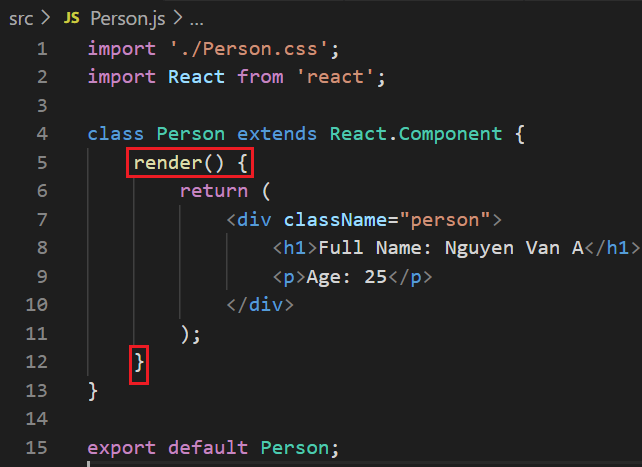 src > JS Person.js > ...
1 import './Person.css';
2 import React from 'react';
3
4 class Person extends React.Component {
5     render() {
6         return (
7             <div className="person">
8                 <h1>Full Name: Nguyen Van A</h1>
9                 <p>Age: 25</p>
10             </div>
11         );
12     }
13 }
14
15 export default Person;